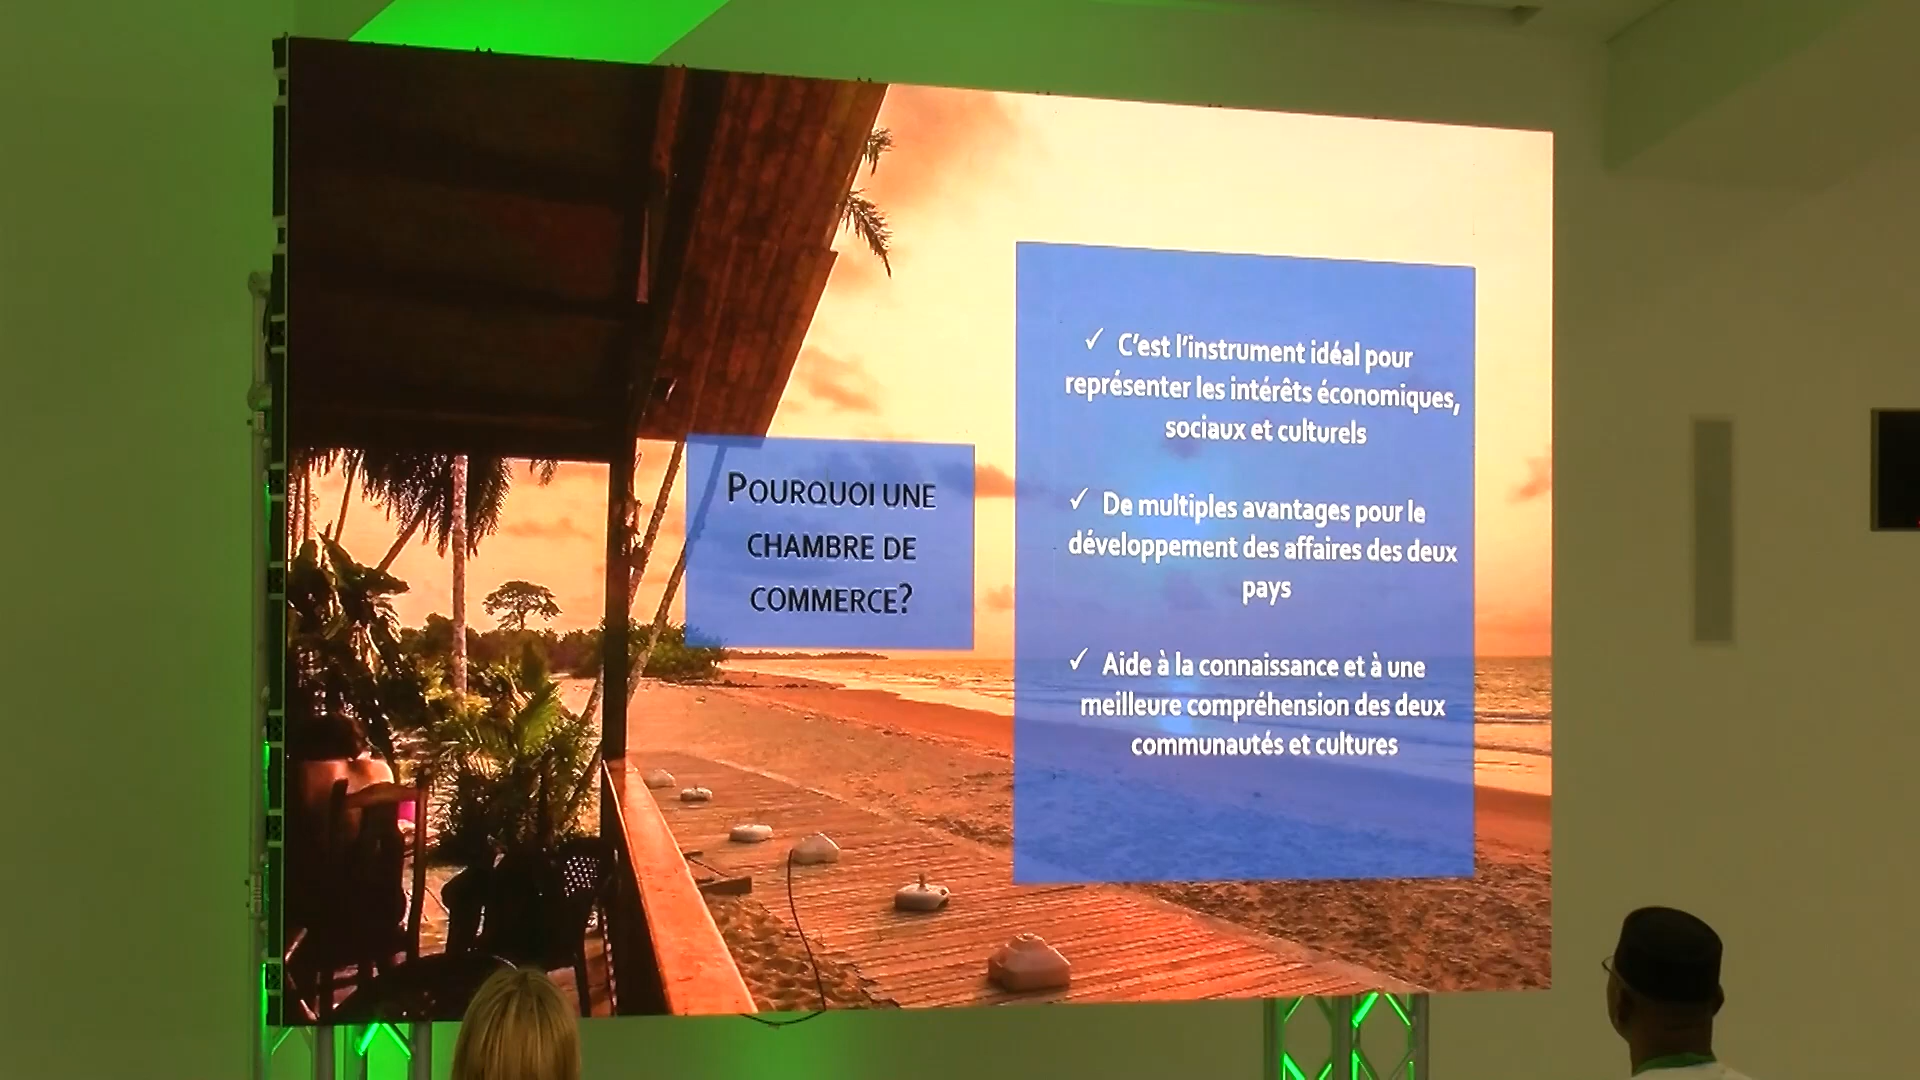 POURQUOI UNE
CHAMBRE DE
COMMERCE?
✓ C'est l'instrument idéal pour
représenter les intérêts économiques,
sociaux et culturels
✓ De multiples avantages pour le
développement des affaires des deux
pays
✓ Aide à la connaissance et à une
meilleure compréhension des deux
communautés et cultures